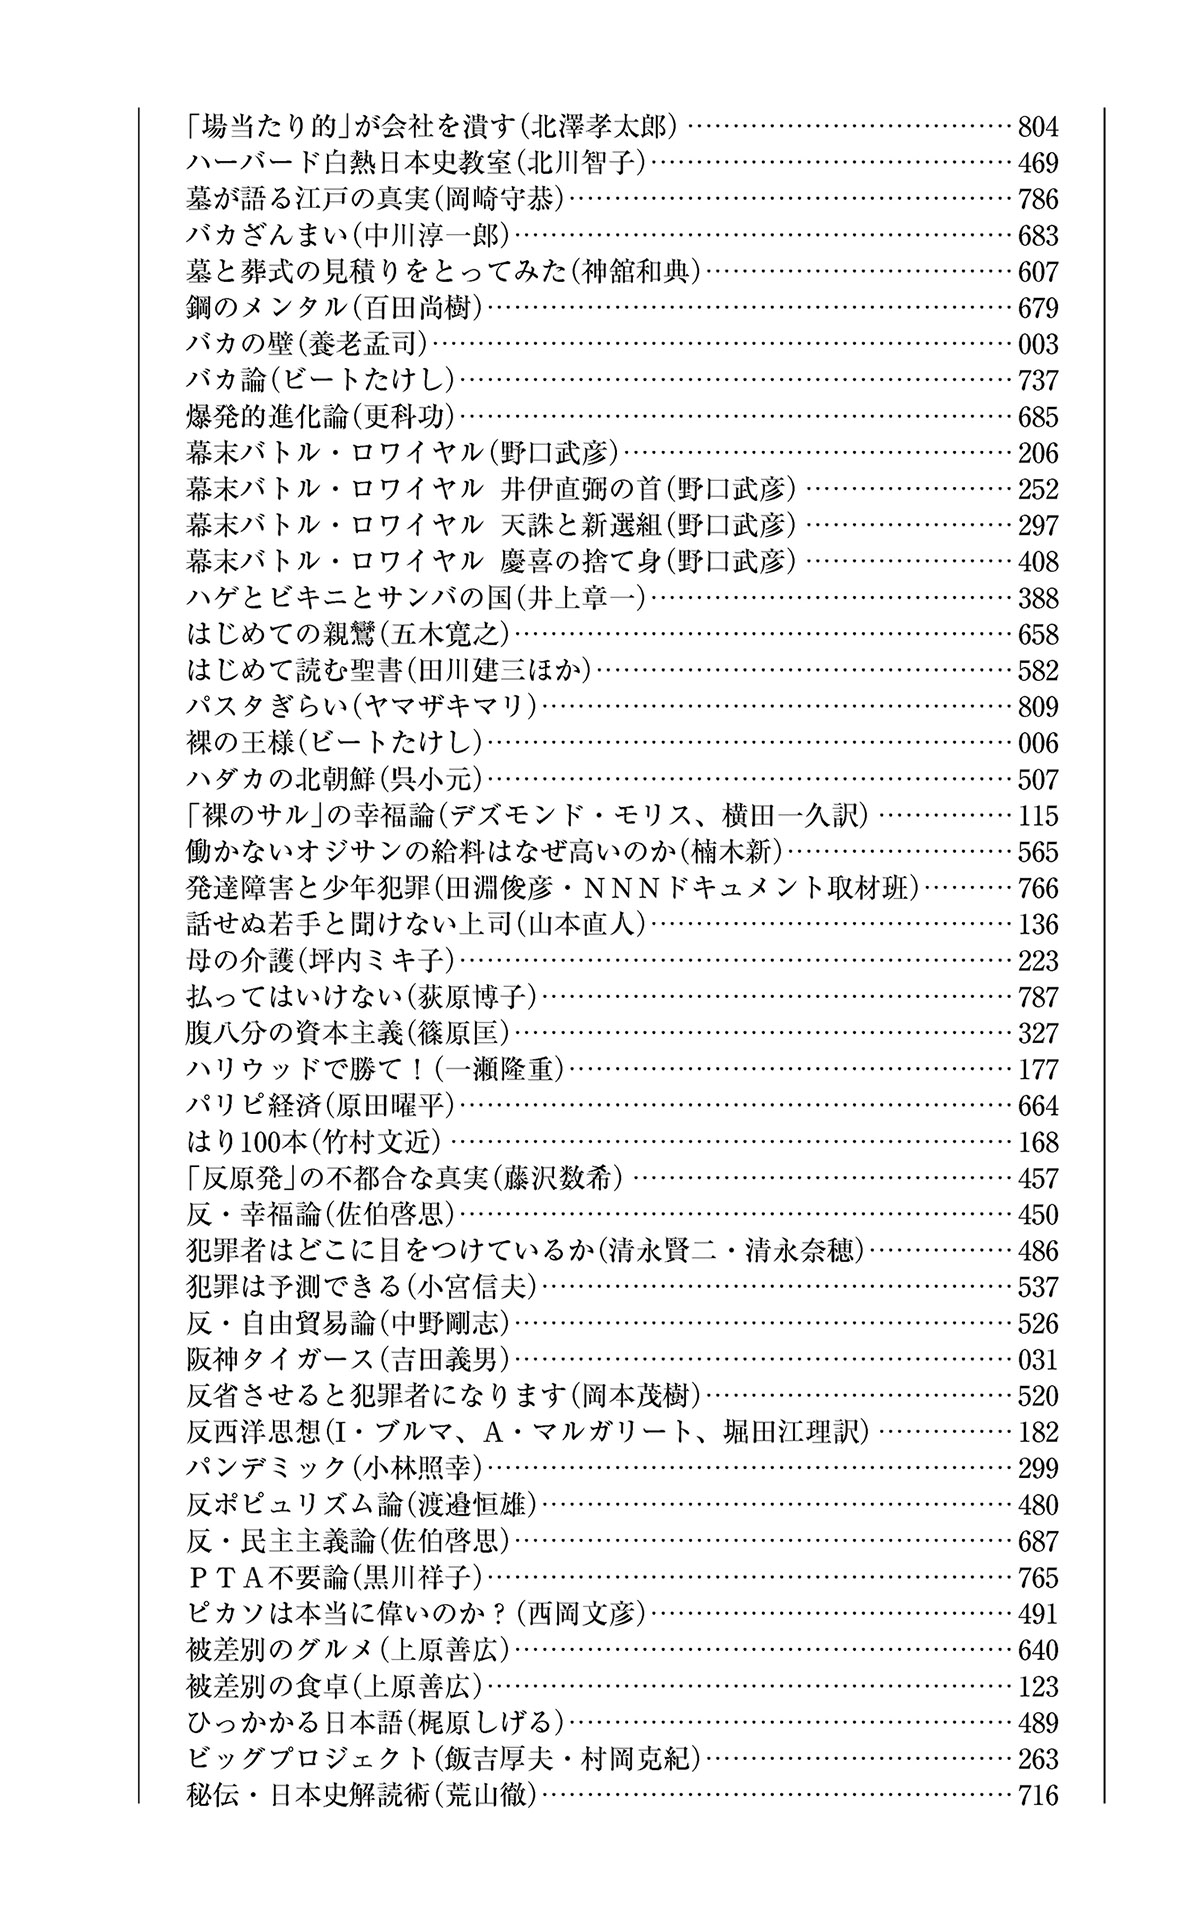 「場当たり的」が会社を潰す(北澤孝太郎)……………………………804
ハーバード白熱日本史教室(北川智子)……………………………469
墓が語る江戸の真実(岡崎守恭)……………………………786
バカざんまい(中川淳一郎)……………………………683
墓と葬式の見積りをとってみた(神舘和典)……………………………607
鋼のメンタル(百田尚樹)……………………………679
バカの壁(養老孟司)……………………………003
バカ論(ビートたけし)……………………………737
爆発的進化論(更科功)……………………………685
幕末バトル・ロワイヤル(野口武彦)……………………………206
幕末バトル・ロワイヤル 井伊直弼の首(野口武彦)……………………………252
幕末バトル・ロワイヤル 天誅と新選組(野口武彦)……………………………297
幕末バトル・ロワイヤル 慶喜の捨て身(野口武彦)……………………………408
ハゲとビキニとサンバの国(井上章一)……………………………388
はじめての親鸞(五木寛之)……………………………658
はじめて読む聖書(田川建三ほか)……………………………582
パスタぎらい(ヤマザキマリ)……………………………809
裸の王様(ビートたけし)……………………………006
ハダカの北朝鮮(呉小元)……………………………507
「裸のサル」の幸福論(デズモンド・モリス、横田一久訳)……………115
働かないオジサンの給料はなぜ高いのか(楠木新)……………………565
発達障害と少年犯罪(田淵俊彦・ＮＮＮドキュメント取材班)…………766
話せぬ若手と聞けない上司(山本直人)……………………………136
母の介護(坪内ミキ子)……………………………223
払ってはいけない(荻原博子)……………………………787
腹八分の資本主義(篠原匡)……………………………327
ハリウッドで勝て！(一瀬隆重)……………………………177
パリピ経済(原田曜平)……………………………664
はり100本(竹村文近)……………………………168
「反原発」の不都合な真実(藤沢数希)……………………………457
反・幸福論(佐伯啓思)……………………………450
犯罪者はどこに目をつけているか(清永賢二・清永奈穂)……………486
犯罪は予測できる(小宮信夫)……………………………537
反・自由貿易論(中野剛志)……………………………526
阪神タイガース(吉田義男)……………………………031
反省させると犯罪者になります(岡本茂樹)……………………………520
反西洋思想(I・ブルマ、A・マルガリート、堀田江理訳)……………182
パンデミック(小林照幸)……………………………299
反ポピュリズム論(渡邉恒雄)……………………………480
反・民主主義論(佐伯啓思)……………………………687
ＰＴＡ不要論(黒川祥子)……………………………765
ピカソは本当に偉いのか？(西岡文彦)……………………………491
被差別のグルメ(上原善広)……………………………640
被差別の食卓(上原善広)……………………………123
ひっかかる日本語(梶原しげる)……………………………489
ビッグプロジェクト(飯吉厚夫・村岡克紀)……………………………263
秘伝・日本史解読術(荒山徹)……………………………716